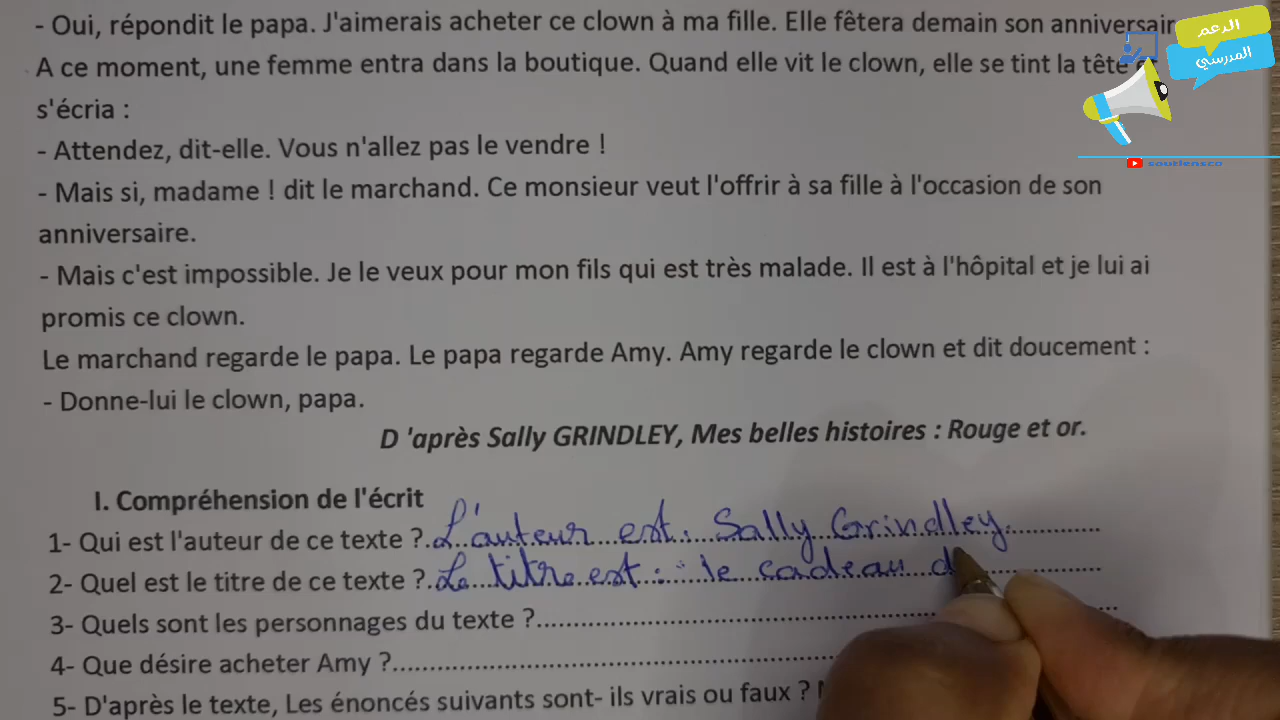 - Oui, répondit le papa. J'aimerais acheter ce clown à ma fille. Elle fêtera demain son anniversair
A ce moment, une femme entra dans la boutique. Quand elle vit le clown, elle se tint la tête
s'écria :
- Attendez, dit-elle. Vous n'allez pas le vendre !
- Mais si, madame ! dit le marchand. Ce monsieur veut l'offrir à sa fille à l'occasion de son
anniversaire.
- Mais c'est impossible. Je le veux pour mon fils qui est très malade. Il est à l'hôpital et je lui ai
promis ce clown.
Le marchand regarde le papa. Le papa regarde Amy. Amy regarde le clown et dit doucement :
- Donne-lui le clown, papa.
D 'après Sally GRINDLEY, Mes belles histoires : Rouge et or.
I. Compréhension de l'écrit
1- Qui est l'auteur de ce texte ? L'auteur est : Sally Grindley.
2- Quel est le titre de ce texte ? Le titre est : le cadeau d
3- Quels sont les personnages du texte ?
4- Que désire acheter Amy ?
5- D'après le texte, Les énoncés suivants sont- ils vrais ou faux ?
الدعم
المدرسي
soutiensco